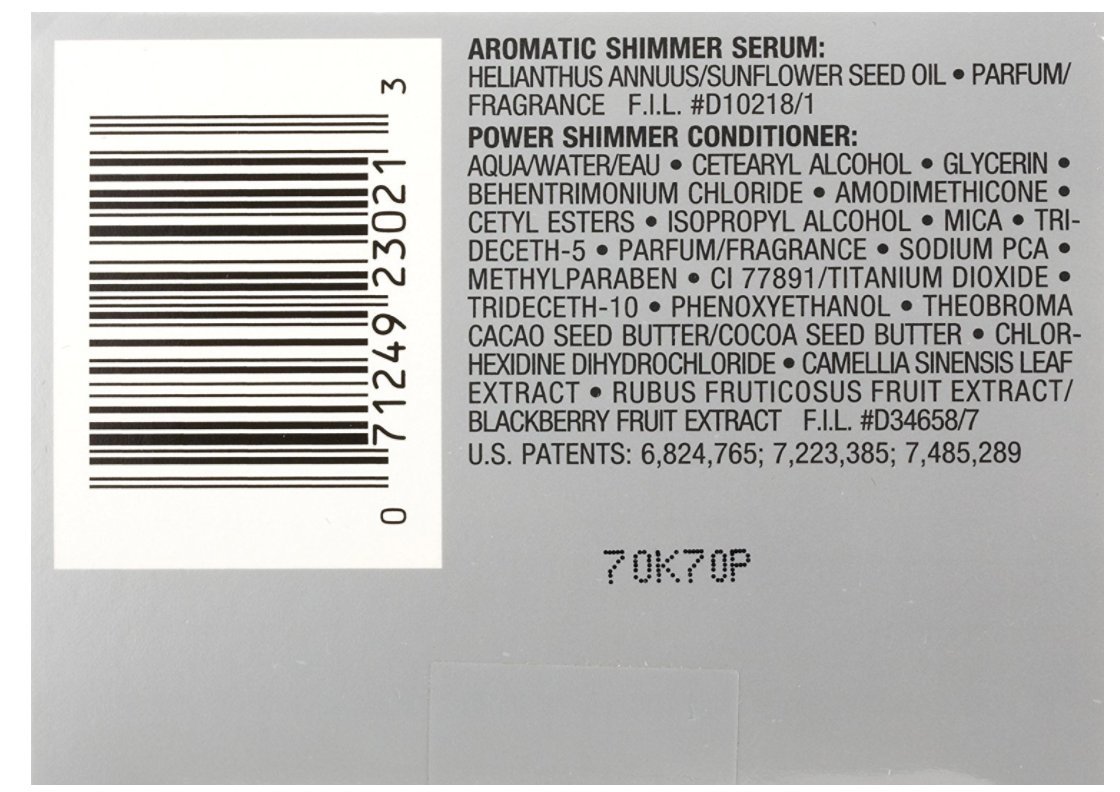 AROMATIC SHIMMER SERUM:
HELIANTHUS ANNUUS/SUNFLOWER SEED OIL • PARFUM/
FRAGRANCE F.I.L. #D10218/1
POWER SHIMMER CONDITIONER:
AQUA/WATER/EAU • CETEARYL ALCOHOL • GLYCERIN •
BEHENTRIMONIUM CHLORIDE • AMODIMETHICONE •
CETYL ESTERS • ISOPROPYL ALCOHOL • MICA • TRI-
DECETH-5 • PARFUM/FRAGRANCE • SODIUM PCA •
METHYLPARABEN • CI 77891/TITANIUM DIOXIDE •
TRIDECETH-10 • PHENOXYETHANOL • THEOBROMA
CACAO SEED BUTTER/COCOA SEED BUTTER • CHLOR-
HEXIDINE DIHYDROCHLORIDE • CAMELLIA SINENSIS LEAF
EXTRACT • RUBUS FRUTICOSUS FRUIT EXTRACT/
BLACKBERRY FRUIT EXTRACT F.I.L. #D34658/7
U.S. PATENTS: 6,824,765; 7,223,385; 7,485,289
0 71249 23021 3
70K70P